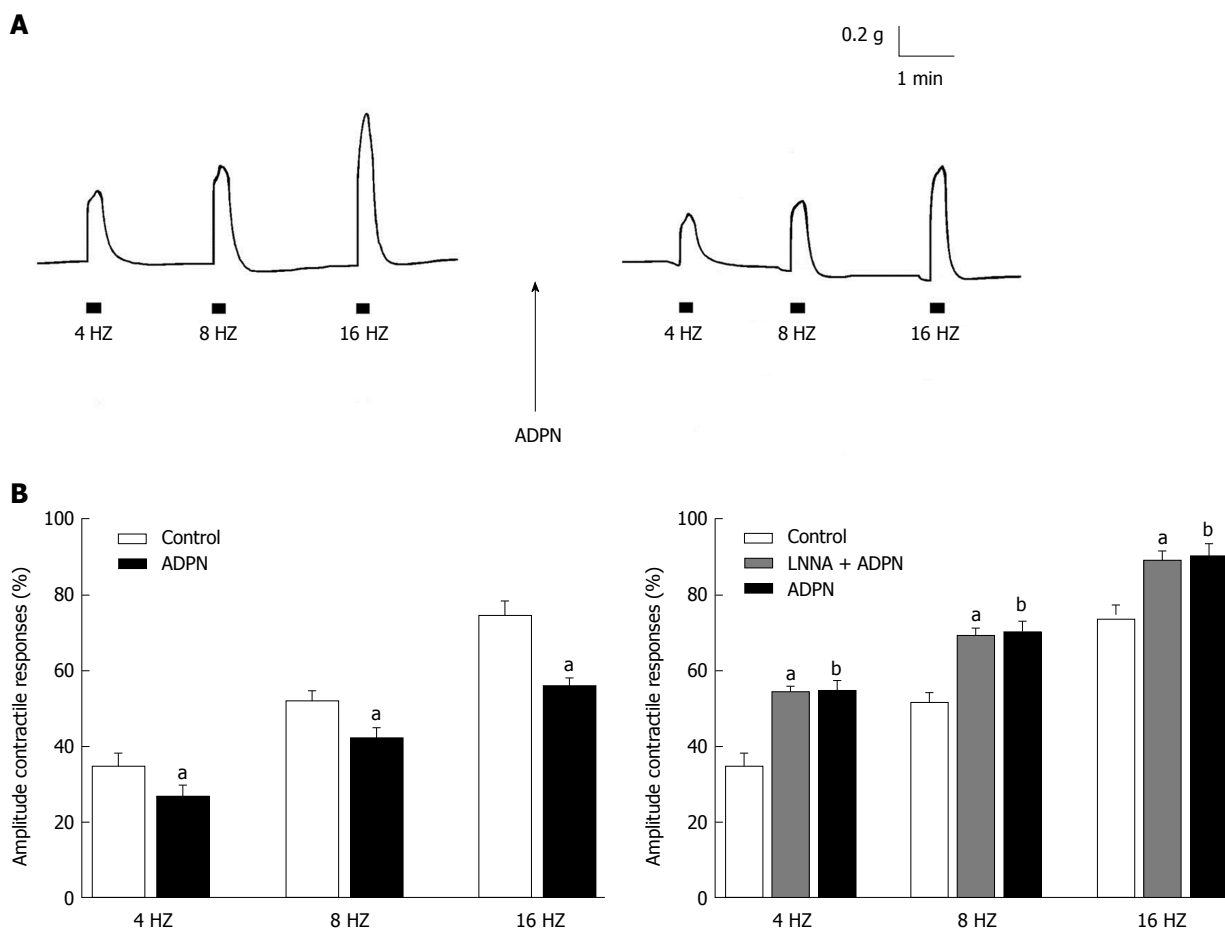 A
0.2 g
1 min
4 HZ 8 HZ 16 HZ
4 HZ 8 HZ 16 HZ
ADPN
B
Amplitude contractile responses (%)
100
80
60
40
20
0
Control
ADPN
a
a
a
4 HZ 8 HZ 16 HZ
Amplitude contractile responses (%)
100
80
60
40
20
0
Control
LNNA + ADPN
ADPN
a b
a b
a b
4 HZ 8 HZ 16 HZ